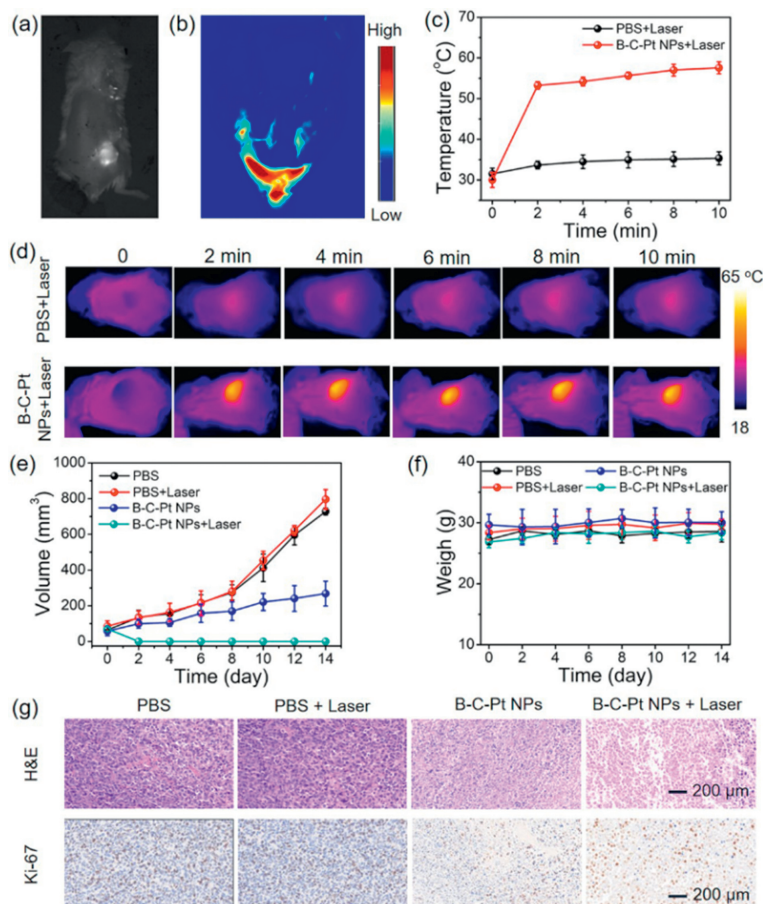 (a)
(b)
High
Low
(c)
PBS+Laser
B-C-Pt NPs+Laser
Temperature (°C)
70
60
50
40
30
0 2 4 6 8 10
Time (min)
(d)
0 2 min 4 min 6 min 8 min 10 min
PBS+Laser
B-C-Pt
NPs+Laser
65 °C
18
(e)
PBS
PBS+Laser
B-C-Pt NPs
B-C-Pt NPs+Laser
Volume (mm³)
1000
800
600
400
200
0
0 2 4 6 8 10 12 14
Time (day)
(f)
PBS B-C-Pt NPs
PBS+Laser B-C-Pt NPs+Laser
Weigh (g)
40
30
20
10
0 2 4 6 8 10 12 14
Time (day)
(g)
PBS PBS + Laser B-C-Pt NPs B-C-Pt NPs + Laser
H&E
200 μm
Ki-67
200 μm